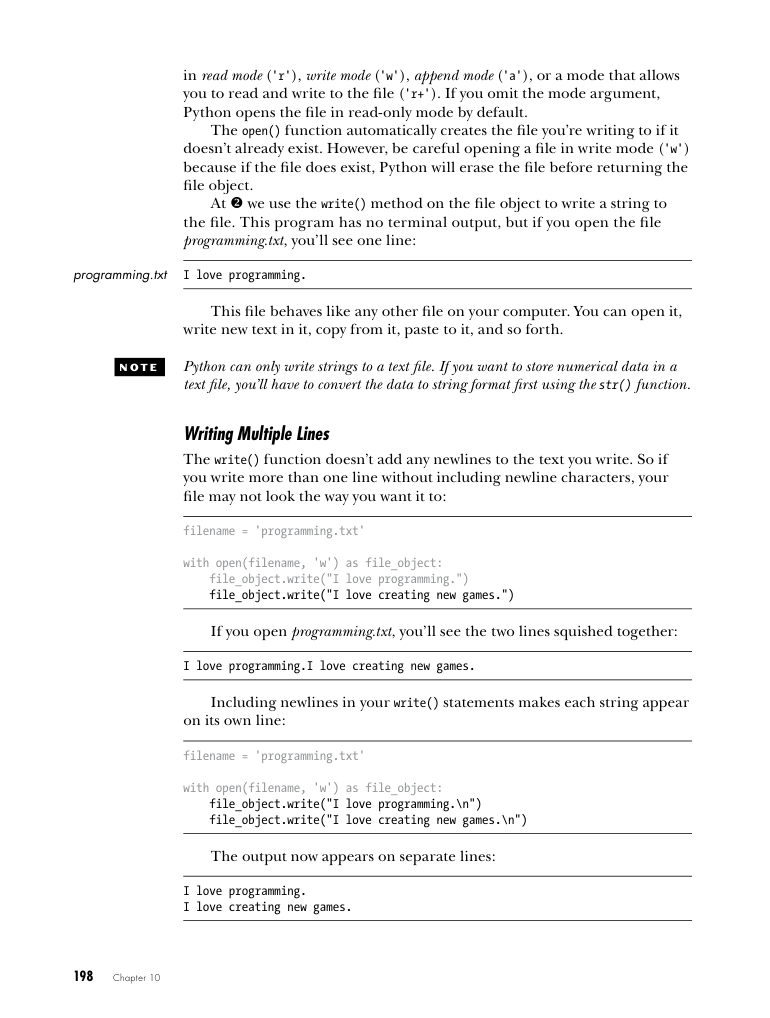 in read mode ('r'), write mode ('w'), append mode ('a'), or a mode that allows
you to read and write to the file ('r+'). If you omit the mode argument,
Python opens the file in read-only mode by default.
The open() function automatically creates the file you’re writing to if it
doesn’t already exist. However, be careful opening a file in write mode ('w')
because if the file does exist, Python will erase the file before returning the
file object.
At ❷ we use the write() method on the file object to write a string to
the file. This program has no terminal output, but if you open the file
programming.txt, you’ll see one line:
programming.txt I love programming.
This file behaves like any other file on your computer. You can open it,
write new text in it, copy from it, paste to it, and so forth.
NOTE Python can only write strings to a text file. If you want to store numerical data in a
text file, you’ll have to convert the data to string format first using the str() function.
Writing Multiple Lines
The write() function doesn’t add any newlines to the text you write. So if
you write more than one line without including newline characters, your
file may not look the way you want it to:
filename = 'programming.txt'
with open(filename, 'w') as file_object:
    file_object.write("I love programming.")
    file_object.write("I love creating new games.")
If you open programming.txt, you’ll see the two lines squished together:
I love programming.I love creating new games.
Including newlines in your write() statements makes each string appear
on its own line:
filename = 'programming.txt'
with open(filename, 'w') as file_object:
    file_object.write("I love programming.\n")
    file_object.write("I love creating new games.\n")
The output now appears on separate lines:
I love programming.
I love creating new games.
198 Chapter 10